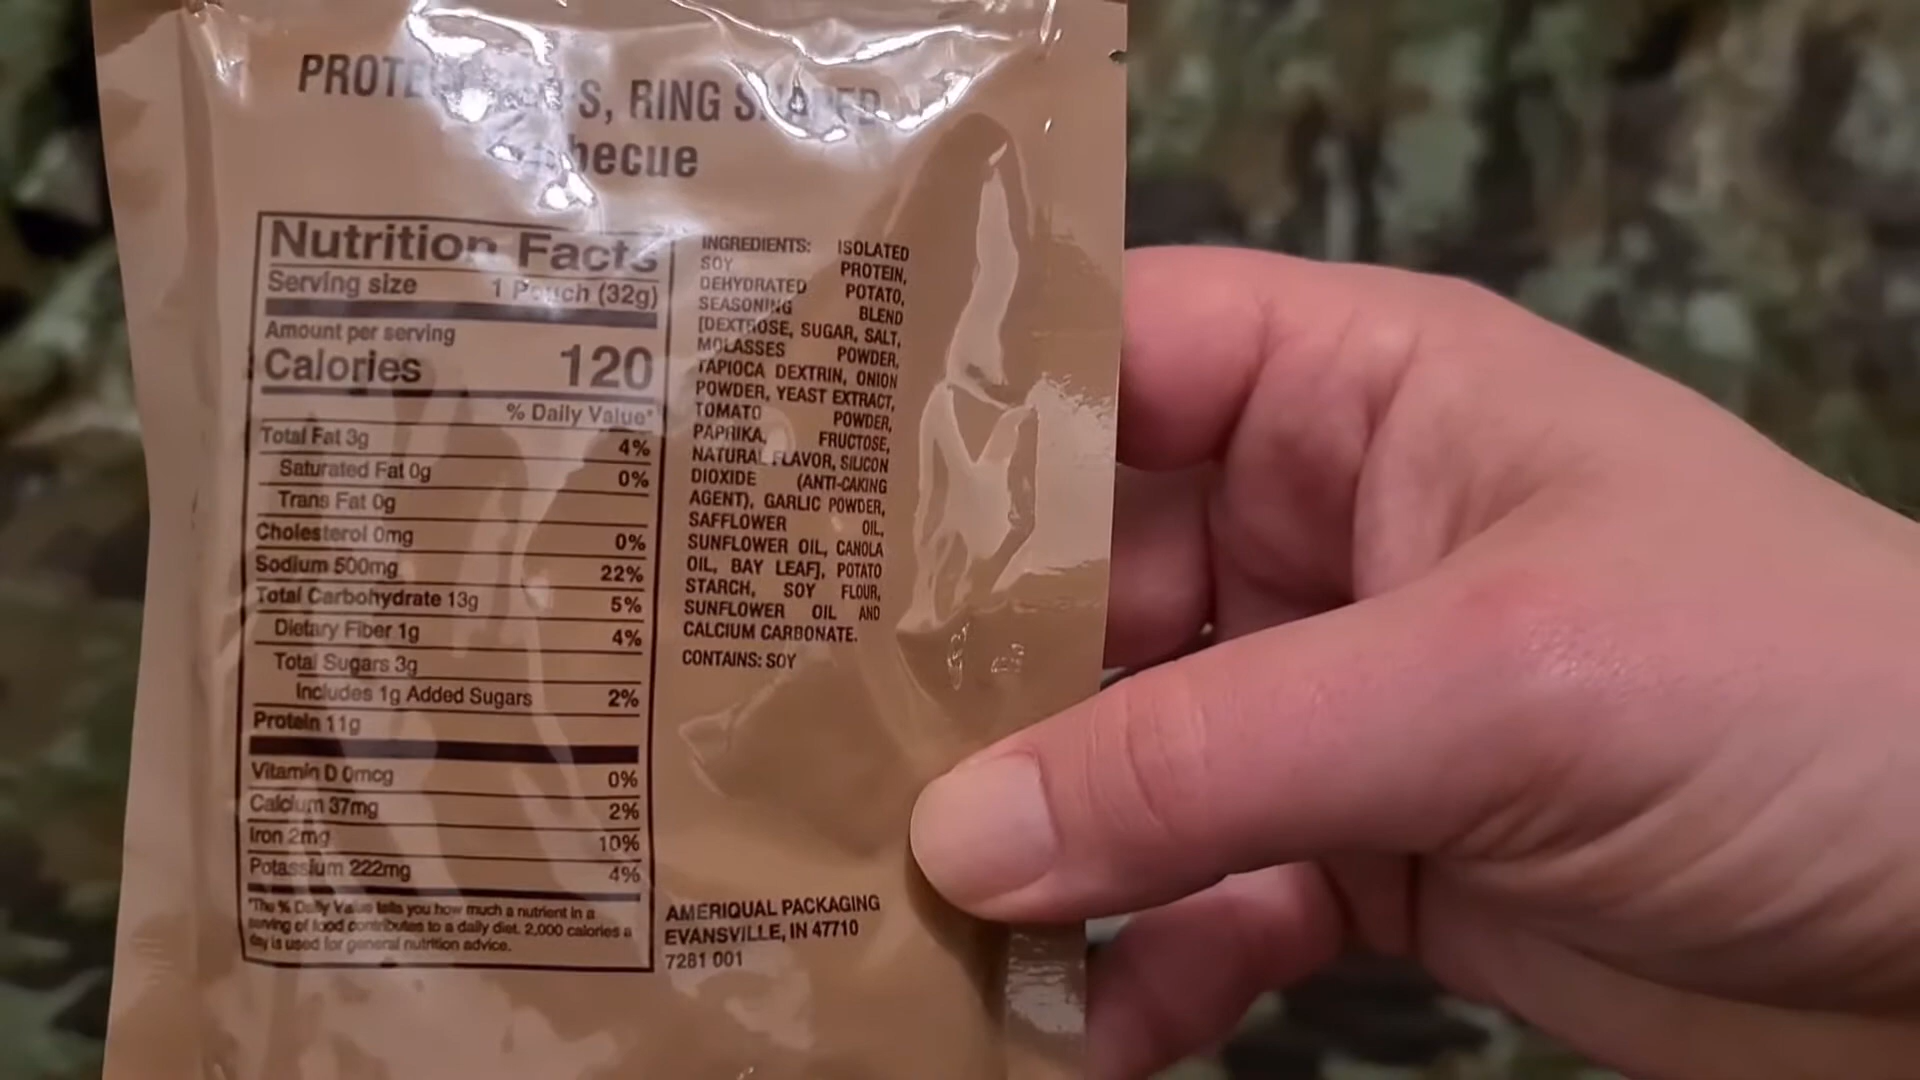 S, RING
Nutrition Facts
Serving size 1 Pouch (32g)
Amount per serving
Calories 120
% Daily Value*
Total Fat 3g 4%
Saturated Fat 0g 0%
Trans Fat 0g
Cholesterol 0mg 0%
Sodium 500mg 22%
Total Carbohydrate 13g 5%
Dietary Fiber 1g 4%
Total Sugars 3g
Includes 1g Added Sugars 2%
Protein 11g
Vitamin D 0mcg 0%
Calcium 37mg 2%
Iron 2mg 10%
Potassium 222mg 4%
*The % Daily Value tells you how much a nutrient in a
serving of food contributes to a daily diet. 2,000 calories a
day is used for general nutrition advice.
INGREDIENTS: ISOLATED
SOY PROTEIN,
DEHYDRATED POTATO,
SEASONING BLEND
[DEXTROSE, SUGAR, SALT,
MOLASSES POWDER,
TAPIOCA DEXTRIN, ONION
POWDER, YEAST EXTRACT,
TOMATO POWDER,
PAPRIKA, FRUCTOSE,
NATURAL FLAVOR, SILICON
DIOXIDE (ANTI-CAKING
AGENT), GARLIC POWDER,
SAFFLOWER OIL,
SUNFLOWER OIL, CANOLA
OIL, BAY LEAF], POTATO
STARCH, SOY FLOUR,
SUNFLOWER OIL AND
CALCIUM CARBONATE.
CONTAINS: SOY
AMERIQUAL PACKAGING
EVANSVILLE, IN 47710
7281 001